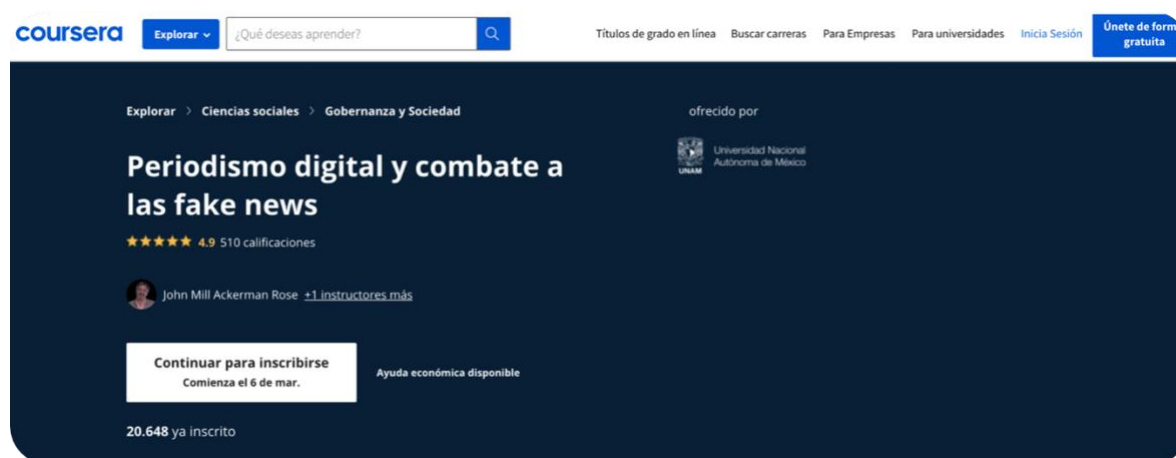 coursera
Explorar
¿Qué deseas aprender?
Títulos de grado en línea
Buscar carreras
Para Empresas
Para universidades
Inicia Sesión
Únete de form
gratuita
Explorar > Ciencias sociales > Gobernanza y Sociedad
ofrecido por
UNAM
Universidad Nacional
Autónoma de México
Periodismo digital y combate a
las fake news
4.9 510 calificaciones
John Mill Ackerman Rose +1 instructores más
Continuar para inscribirse
Comienza el 6 de mar.
Ayuda económica disponible
20.648 ya inscrito